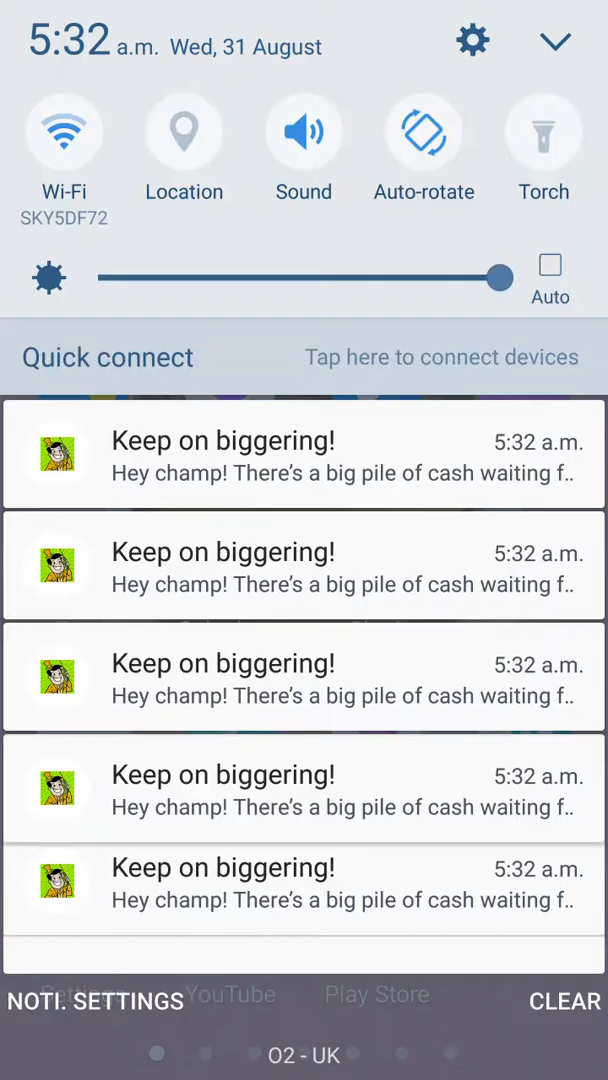 5:32 a.m. Wed, 31 August
Wi-Fi
SKY5DF72
Location
Sound
Auto-rotate
Torch
Auto
Quick connect
Tap here to connect devices
Keep on biggering!
5:32 a.m.
Hey champ! There's a big pile of cash waiting f..
Keep on biggering!
5:32 a.m.
Hey champ! There's a big pile of cash waiting f..
Keep on biggering!
5:32 a.m.
Hey champ! There's a big pile of cash waiting f..
Keep on biggering!
5:32 a.m.
Hey champ! There's a big pile of cash waiting f..
Keep on biggering!
5:32 a.m.
Hey champ! There's a big pile of cash waiting f..
Settings
YouTube
Play Store
NOTI. SETTINGS
CLEAR
O2 - UK